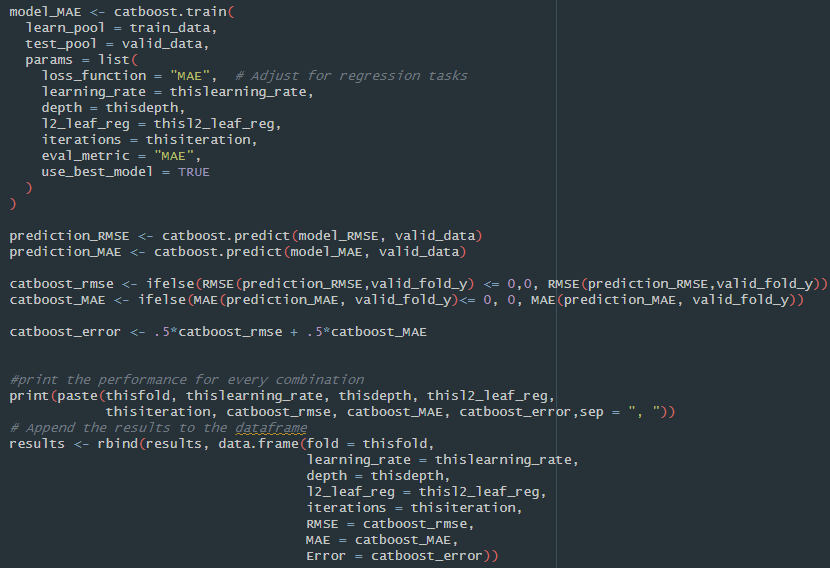 model_MAE <- catboost.train(
  learn_pool = train_data,
  test_pool = valid_data,
  params = list(
    loss_function = "MAE",  # Adjust for regression tasks
    learning_rate = thislearning_rate,
    depth = thisdepth,
    l2_leaf_reg = thisl2_leaf_reg,
    iterations = thisiteration,
    eval_metric = "MAE",
    use_best_model = TRUE
  )
)
prediction_RMSE <- catboost.predict(model_RMSE, valid_data)
prediction_MAE <- catboost.predict(model_MAE, valid_data)
catboost_rmse <- ifelse(RMSE(prediction_RMSE,valid_fold_y) <= 0,0, RMSE(prediction_RMSE,valid_fold_y))
catboost_MAE <- ifelse(MAE(prediction_MAE, valid_fold_y)<= 0, 0, MAE(prediction_MAE, valid_fold_y))
catboost_error <- .5*catboost_rmse + .5*catboost_MAE
#print the performance for every combination
print(paste(thisfold, thislearning_rate, thisdepth, thisl2_leaf_reg,
            thisiteration, catboost_rmse, catboost_MAE, catboost_error,sep = ", "))
# Append the results to the dataframe
results <- rbind(results, data.frame(fold = thisfold,
                                     learning_rate = thislearning_rate,
                                     depth = thisdepth,
                                     l2_leaf_reg = thisl2_leaf_reg,
                                     iterations = thisiteration,
                                     RMSE = catboost_rmse,
                                     MAE = catboost_MAE,
                                     Error = catboost_error))